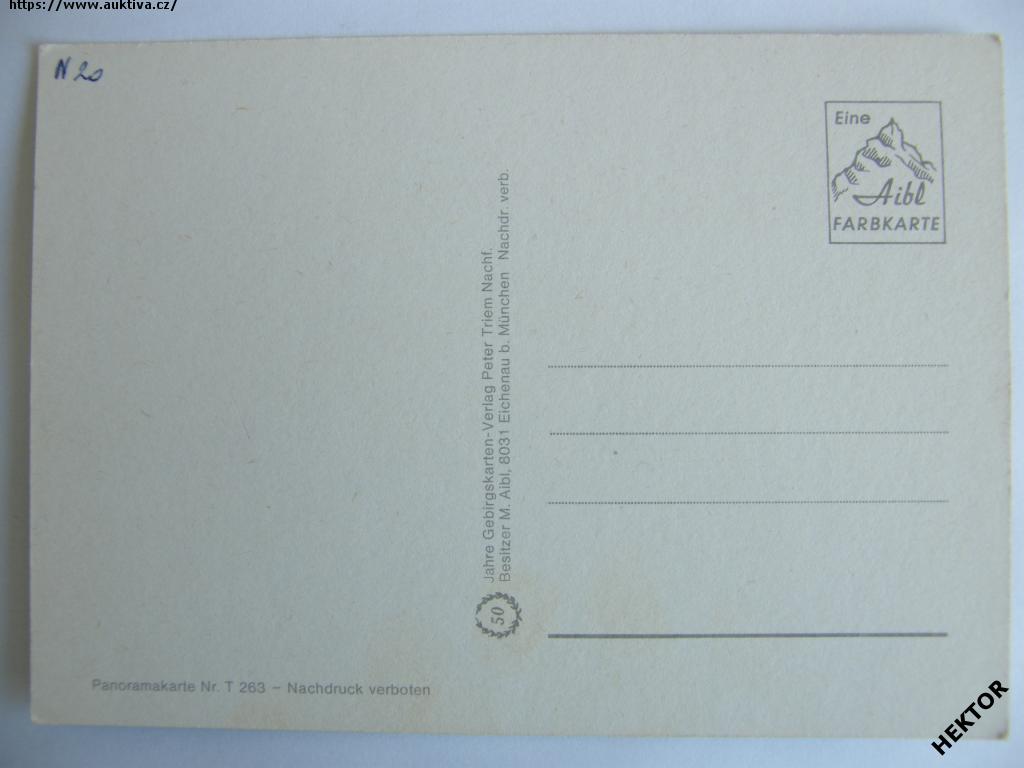 https://www.auktiva.cz/
N20
Eine
Aibl
FARBKARTE
Jahre Gebirgskarten-Verlag Peter Triem Nachf.
Besitzer M. Aibl, 8031 Eichenau b. München Nachdr. verb.
50
Panoramakarte Nr. T 263 – Nachdruck verboten
HEKTOR